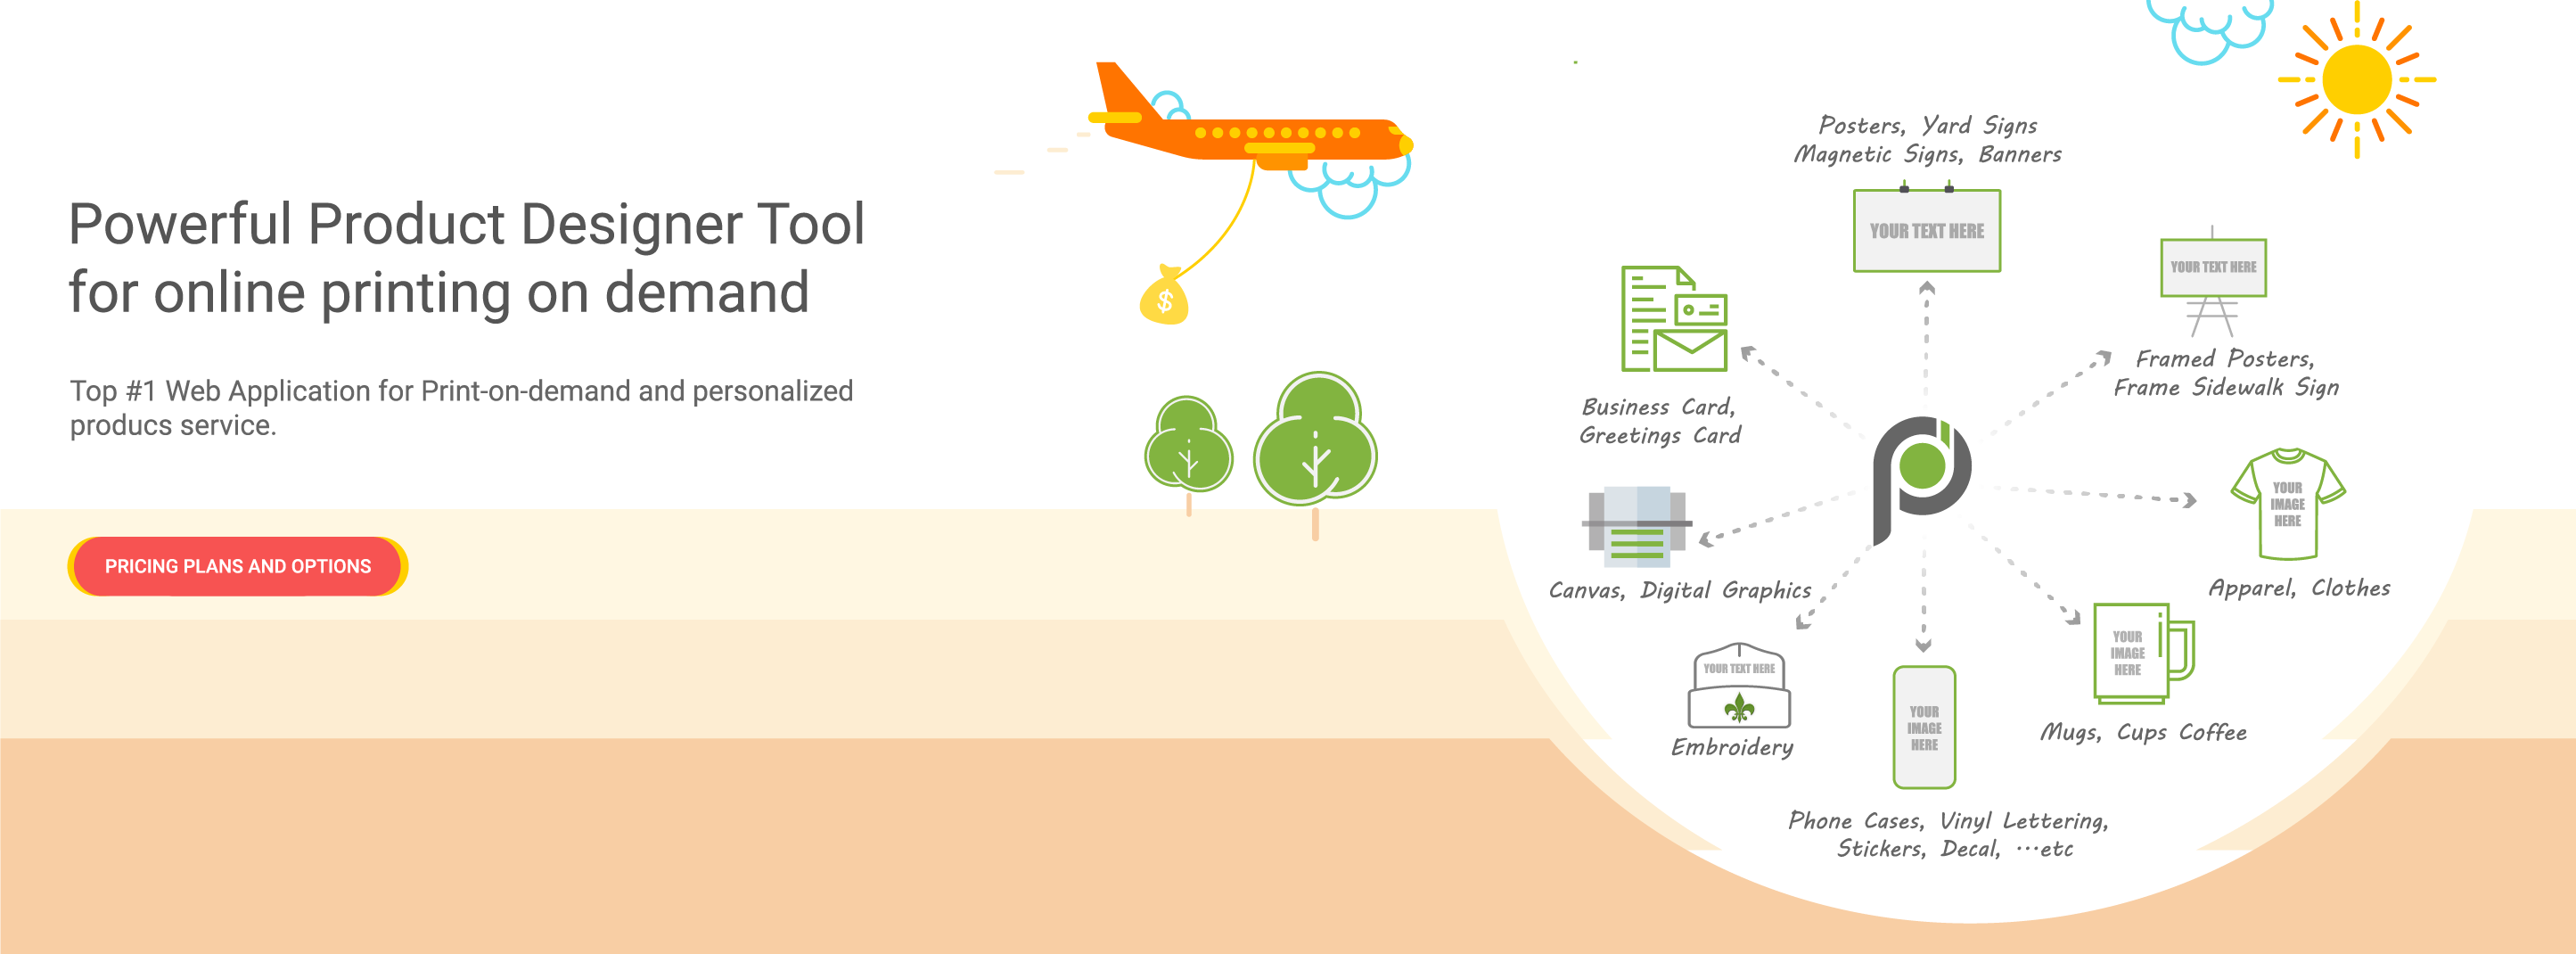 Powerful Product Designer Tool
for online printing on demand
Top #1 Web Application for Print-on-demand and personalized
producs service.
PRICING PLANS AND OPTIONS
$
Posters, Yard Signs
Magnetic Signs, Banners
YOUR TEXT HERE
YOUR TEXT HERE
Framed Posters,
Frame Sidewalk Sign
Business Card,
Greetings Card
YOUR
IMAGE
HERE
Apparel, Clothes
Canvas, Digital Graphics
YOUR
IMAGE
HERE
Mugs, Cups Coffee
YOUR TEXT HERE
Embroidery
YOUR
IMAGE
HERE
Phone Cases, Vinyl Lettering,
Stickers, Decal, ...etc